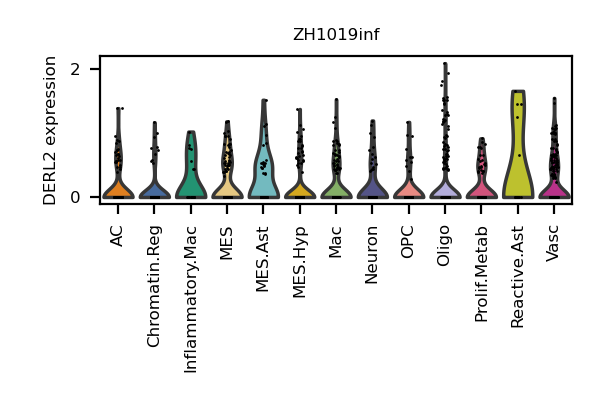 ZH1019inf
DERL2 expression
2
0
AC
Chromatin.Reg
Inflammatory.Mac
MES
MES.Ast
MES.Hyp
Mac
Neuron
OPC
Oligo
Prolif.Metab
Reactive.Ast
Vasc